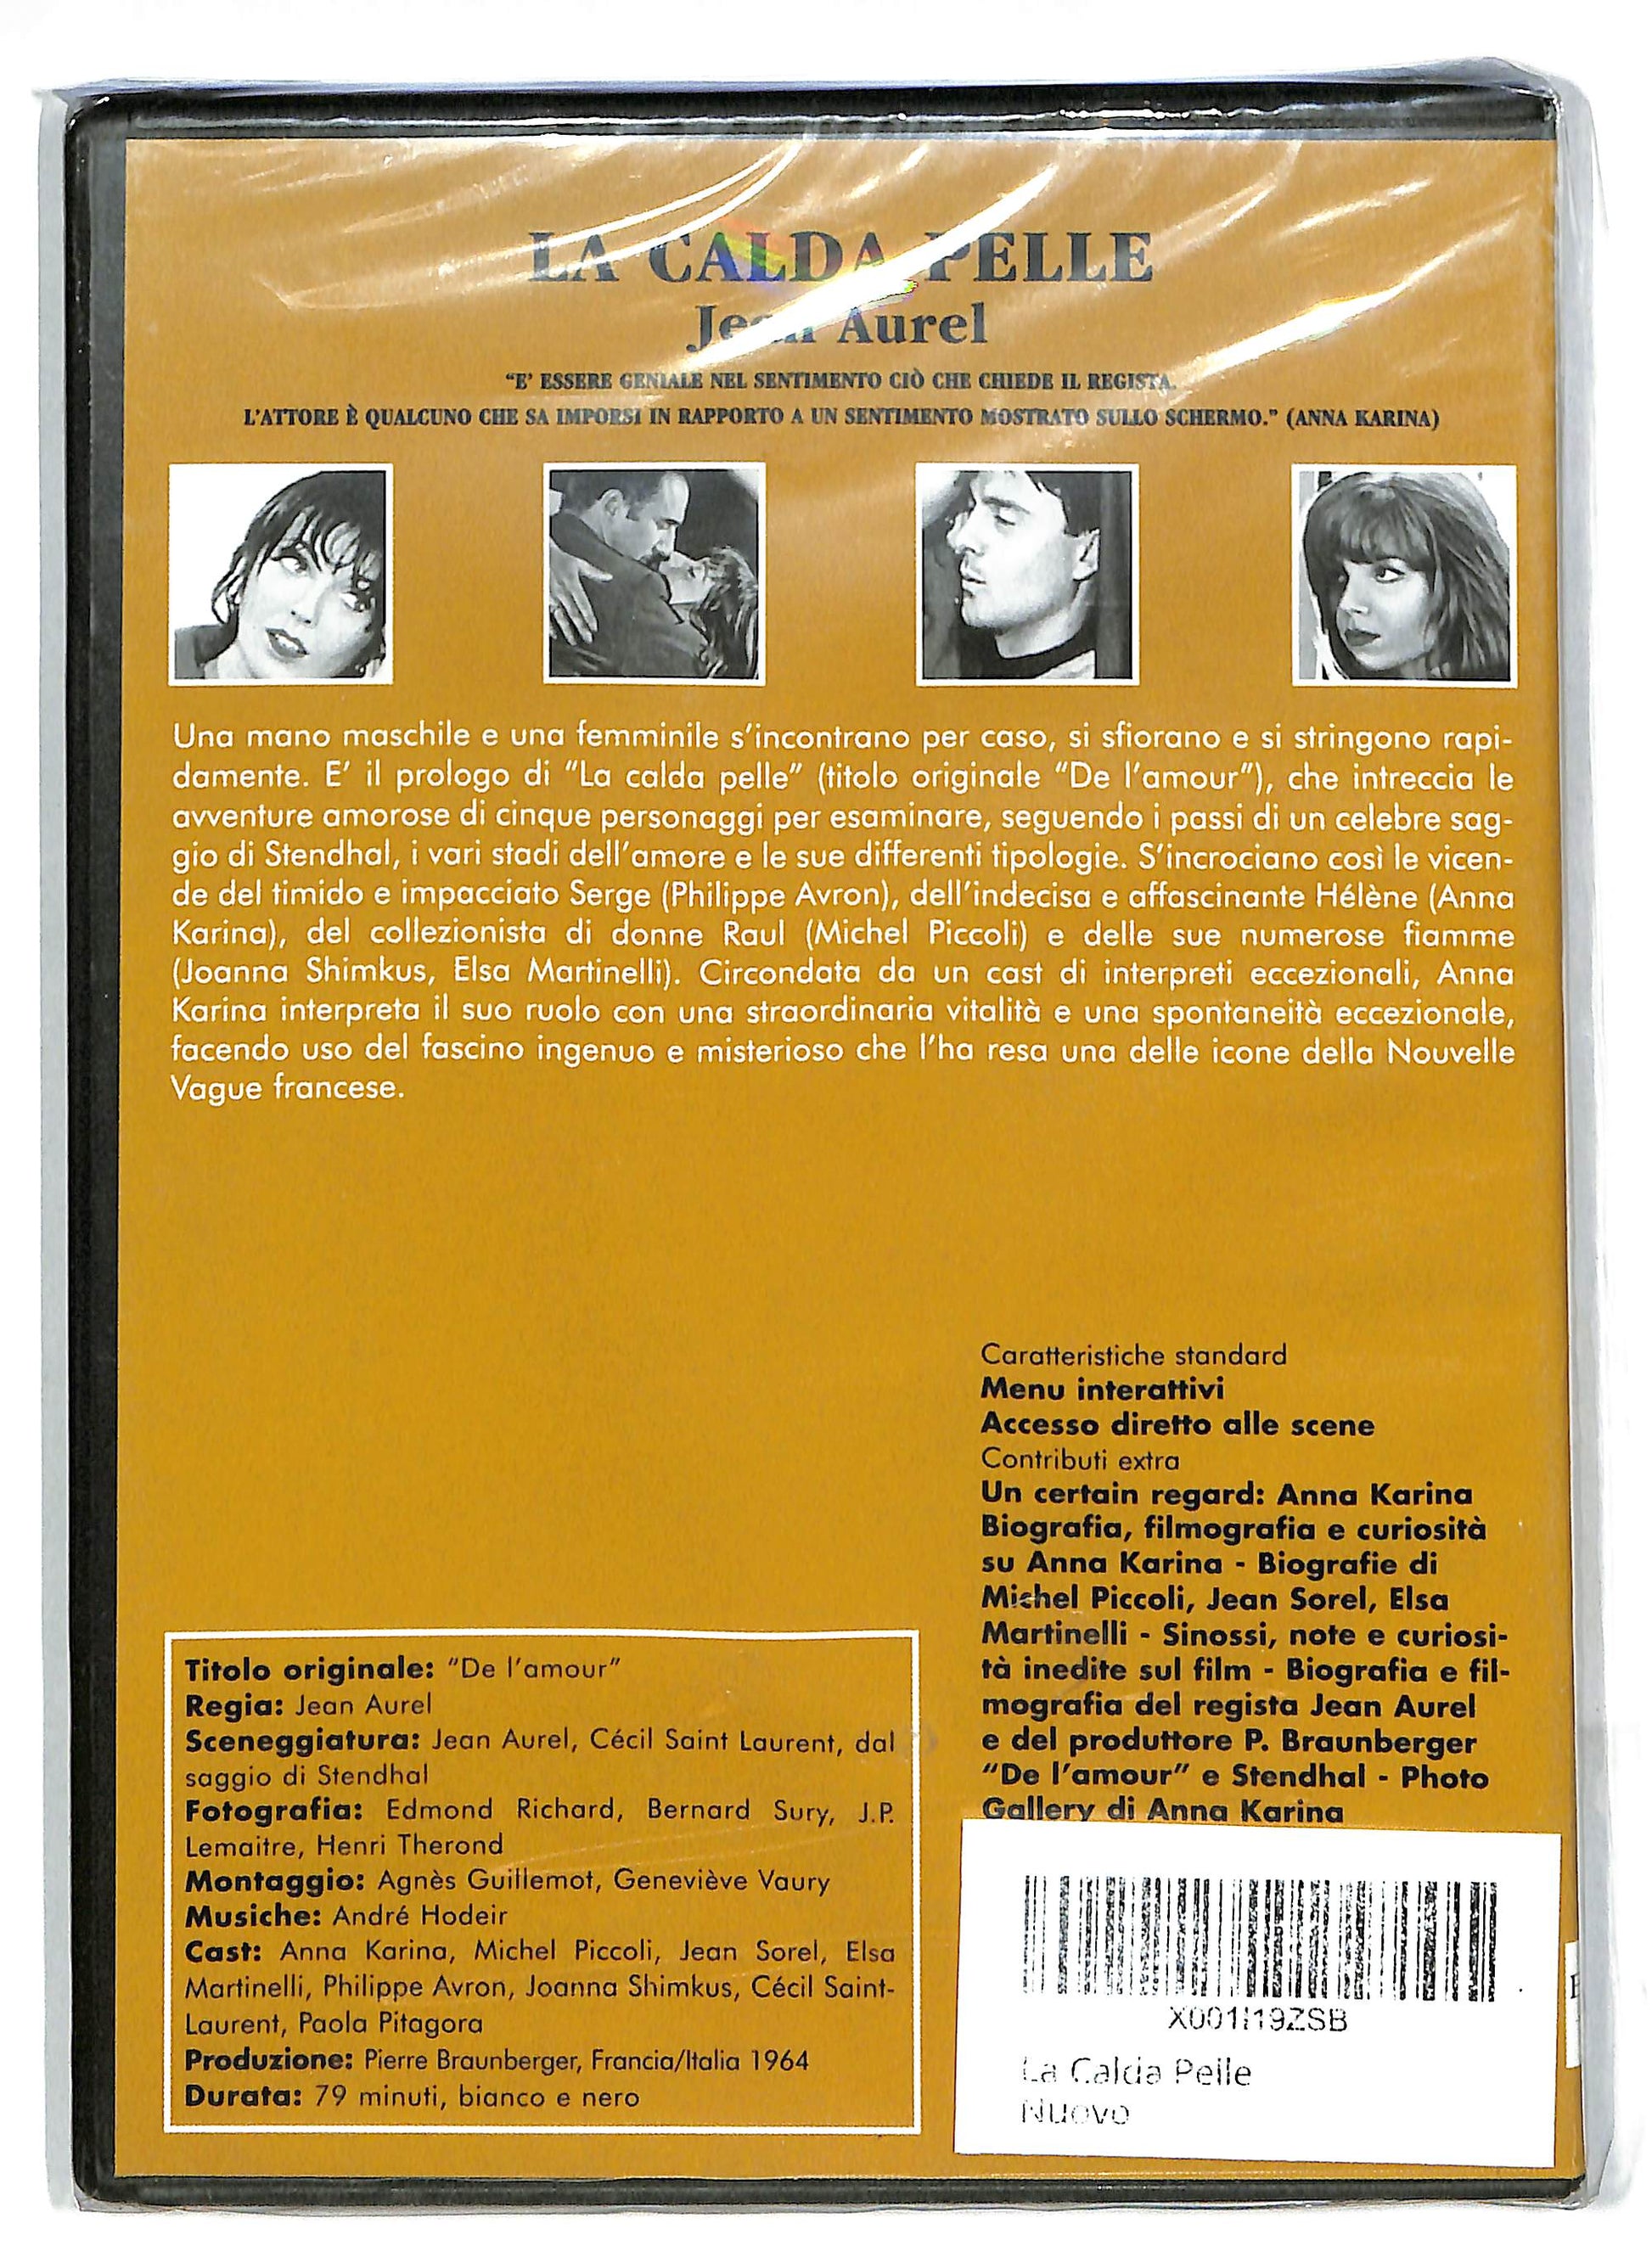 LA CALDA PELLE
Jean Aurel
“E’ ESSERE GENIALE NEL SENTIMENTO CIÒ CHE CHIEDE IL REGISTA.
L’ATTORE È QUALCUNO CHE SA IMPORSI IN RAPPORTO A UN SENTIMENTO MOSTRATO SULLO SCHERMO.” (ANNA KARINA)
Una mano maschile e una femminile s’incontrano per caso, si sfiorano e si stringono rapi-
damente. E’ il prologo di “La calda pelle” (titolo originale “De l’amour”), che intreccia le
avventure amorose di cinque personaggi per esaminare, seguendo i passi di un celebre sag-
gio di Stendhal, i vari stadi dell’amore e le sue differenti tipologie. S’incrociano così le vicen-
de del timido e impacciato Serge (Philippe Avron), dell’indecisa e affascinante Hélène (Anna
Karina), del collezionista di donne Raul (Michel Piccoli) e delle sue numerose fiamme
(Joanna Shimkus, Elsa Martinelli). Circondata da un cast di interpreti eccezionali, Anna
Karina interpreta il suo ruolo con una straordinaria vitalità e una spontaneità eccezionale,
facendo uso del fascino ingenuo e misterioso che l’ha resa una delle icone della Nouvelle
Vague francese.
Caratteristiche standard
Menu interattivi
Accesso diretto alle scene
Contributi extra
Un certain regard: Anna Karina
Biografia, filmografia e curiosità
su Anna Karina - Biografie di
Michel Piccoli, Jean Sorel, Elsa
Martinelli - Sinossi, note e curiosi-
tà inedite sul film - Biografia e fil-
mografia del regista Jean Aurel
e del produttore P. Braunberger
“De l’amour” e Stendhal - Photo
Gallery di Anna Karina
Titolo originale: “De l’amour”
Regia: Jean Aurel
Sceneggiatura: Jean Aurel, Cécil Saint Laurent, dal
saggio di Stendhal
Fotografia: Edmond Richard, Bernard Sury, J.P.
Lemaitre, Henri Therond
Montaggio: Agnès Guillemot, Geneviève Vaury
Musiche: André Hodeir
Cast: Anna Karina, Michel Piccoli, Jean Sorel, Elsa
Martinelli, Philippe Avron, Joanna Shimkus, Cécil Saint-
Laurent, Paola Pitagora
Produzione: Pierre Braunberger, Francia/Italia 1964
Durata: 79 minuti, bianco e nero
La Calda Pelle
Nuovo